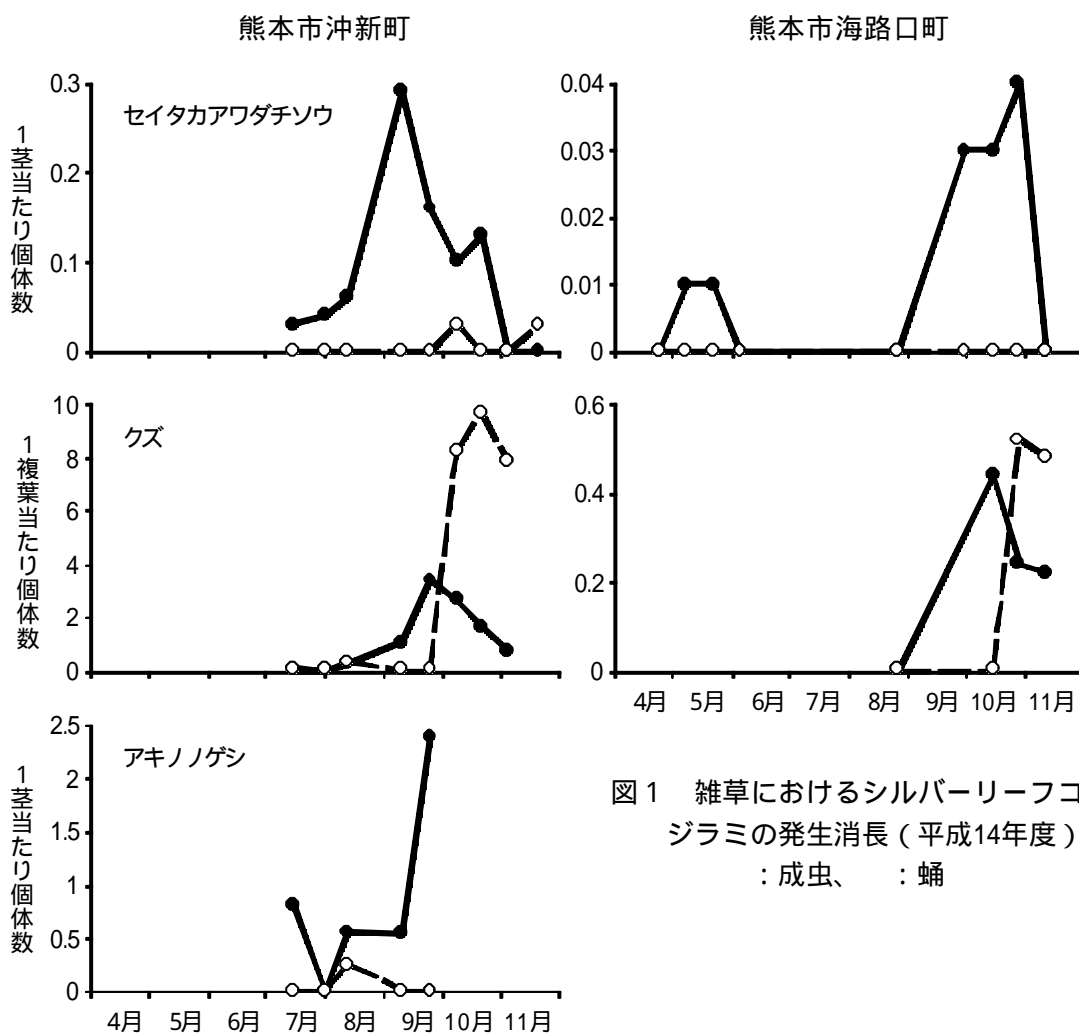 熊本市沖新町
熊本市海路口町
セイタカアワダチソウ
1茎当たり個体数
0.3
0.2
0.1
0
0.04
0.03
0.02
0.01
0
クズ
1複葉当たり個体数
10
8
6
4
2
0
0.6
0.4
0.2
0
4月 5月 6月 7月 8月 9月 10月 11月
アキノノゲシ
1茎当たり個体数
2.5
2
1.5
1
0.5
0
4月 5月 6月 7月 8月 9月 10月 11月
図1 雑草におけるシルバーリーフコ
ジラミの発生消長(平成14年度)
:成虫、 :蛹